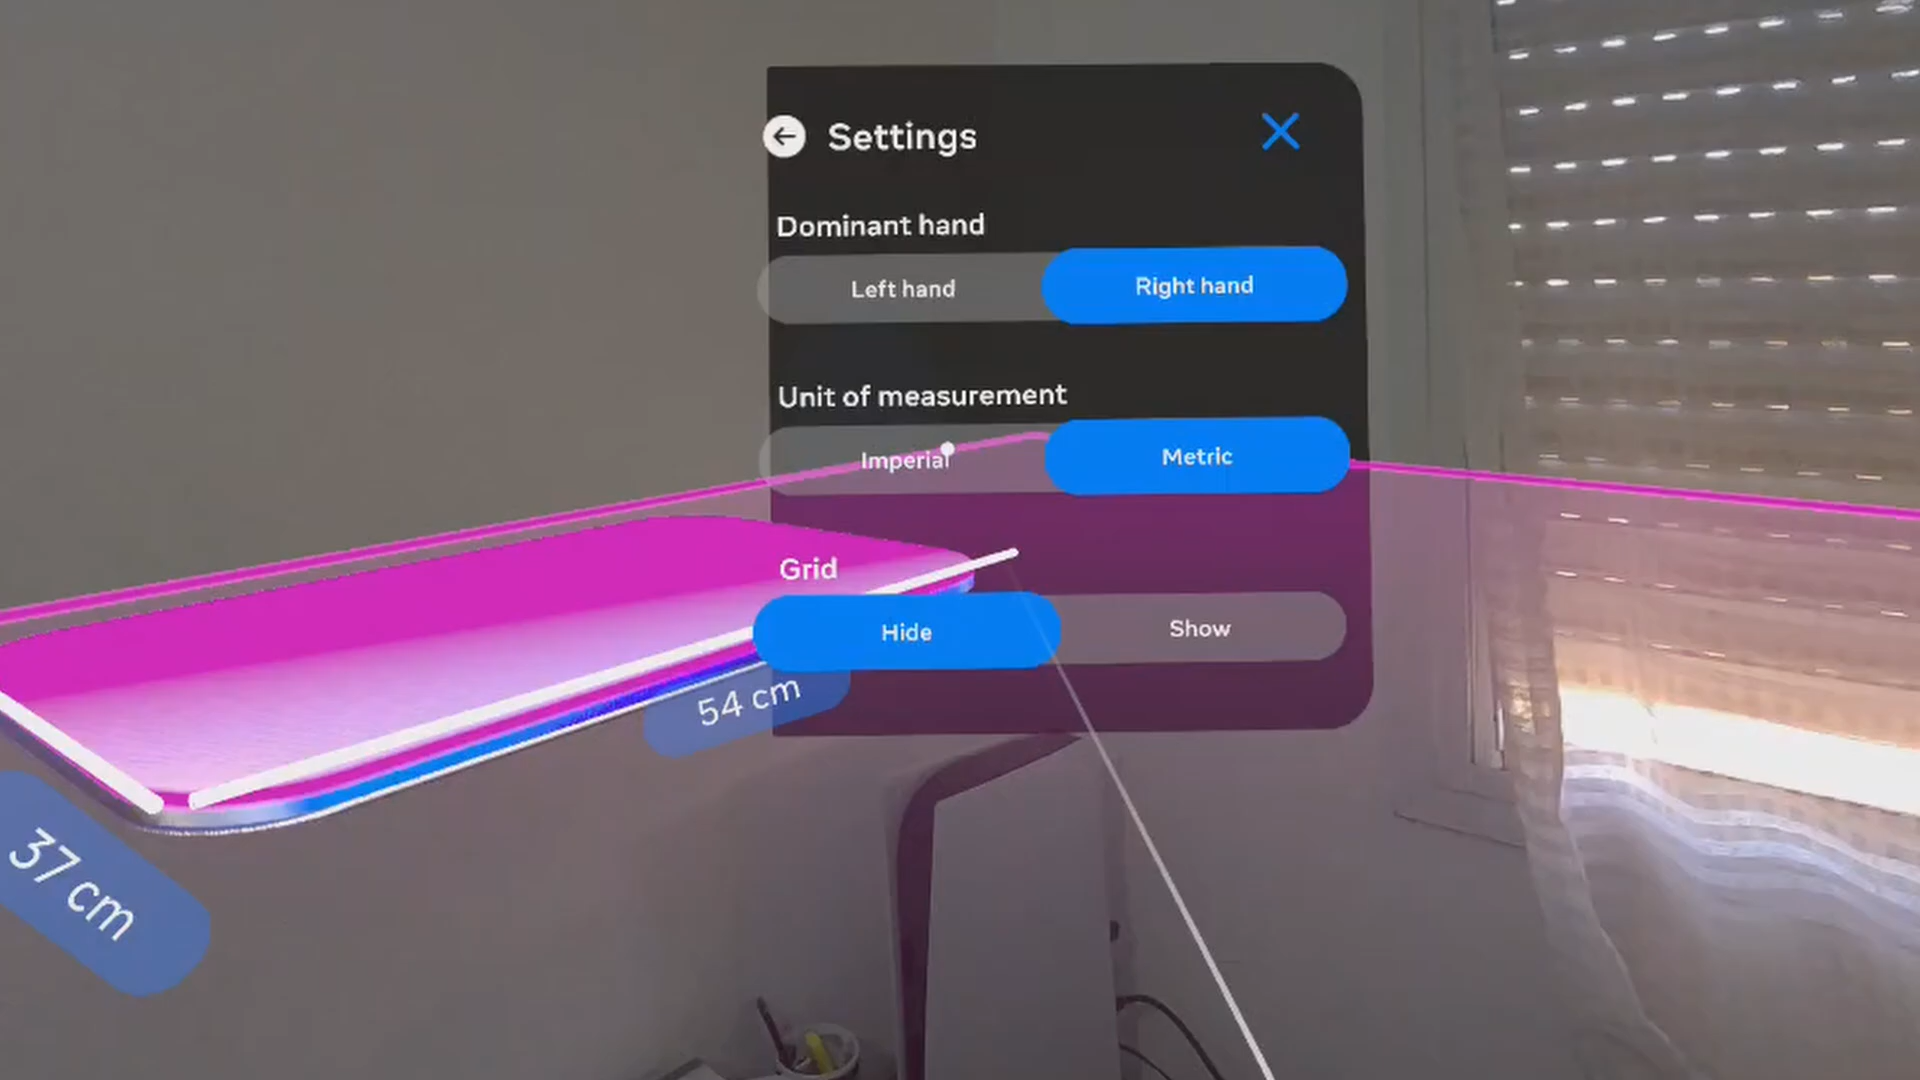 Settings
Dominant hand
Left hand
Right hand
Unit of measurement
Imperial
Metric
Grid
Hide
Show
54 cm
37 cm